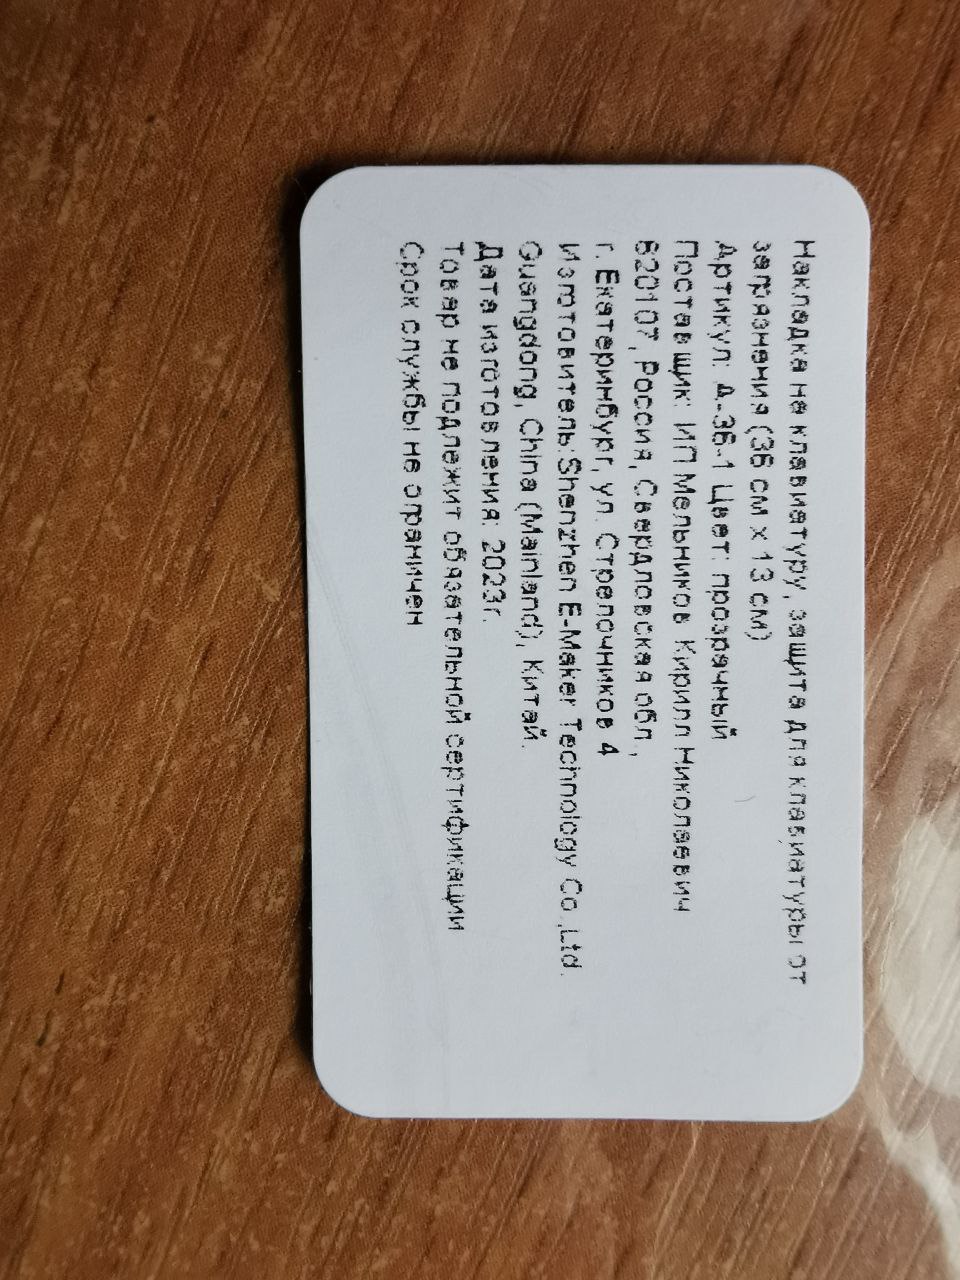 Накладка на клавиатуру, защита для клавиатуры от
загрязнения (36 см x 13 см)
Артикул: А-36-1 Цвет: прозрачный
Поставщик: ИП Мельников Кирилл Николаевич
620107, Россия, Свердловская обл.,
г. Екатеринбург, ул. Стрелочников 4
Изготовитель:Shenzhen E-Maker Technology Co.,Ltd.
Guangdong, China (Mainland), Китай.
Дата изготовления: 2023г.
Товар не подлежит обязательной сертификации
Срок службы не ограничен